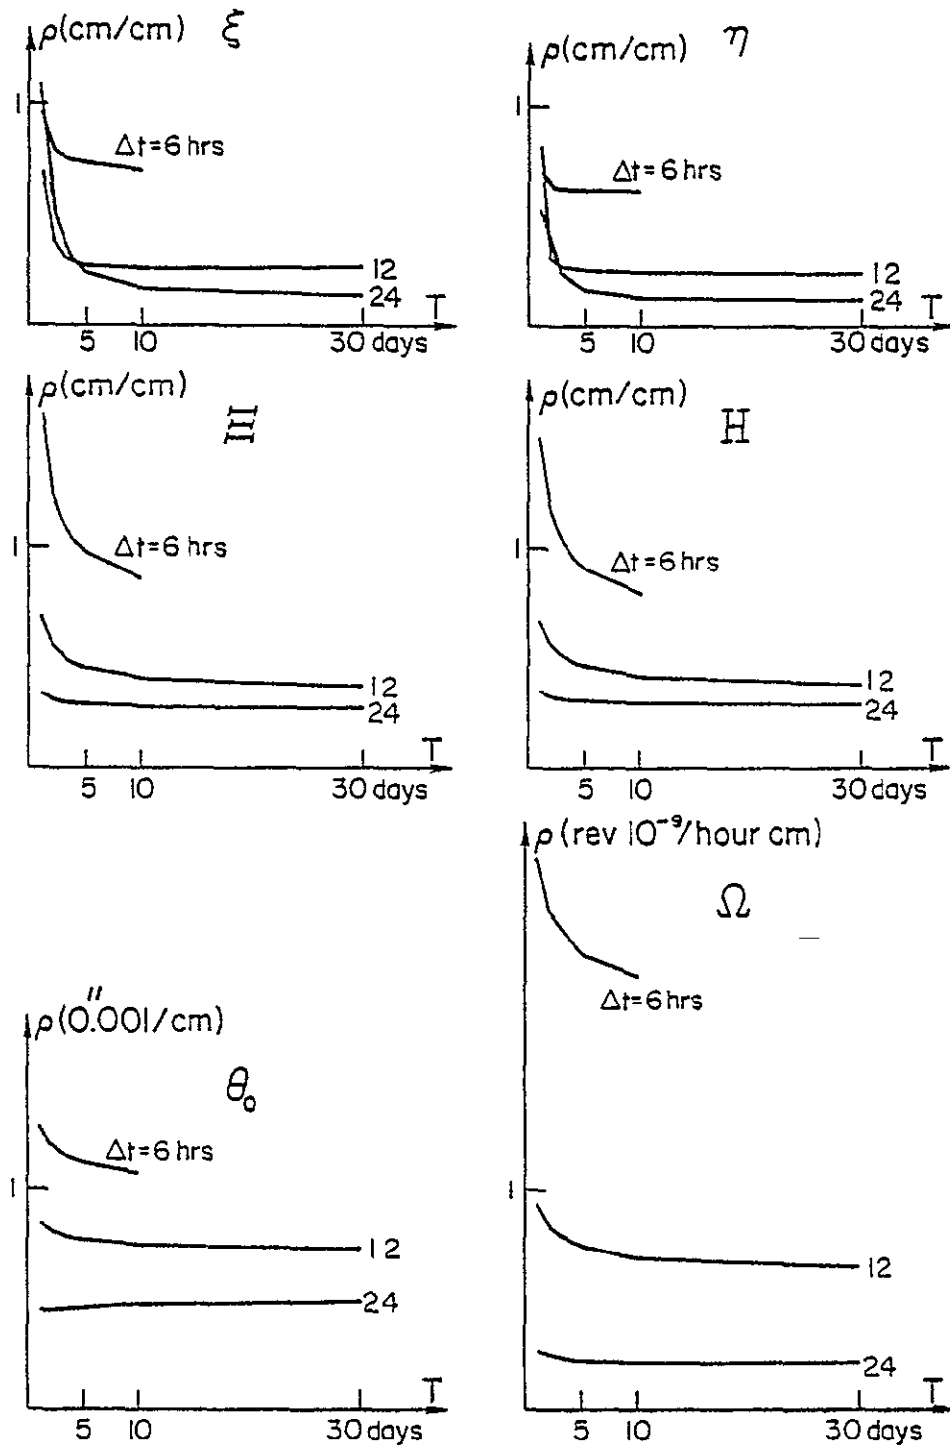 ρ(cm/cm) ξ
1
Δt=6 hrs
12
24
T
5 10 30 days
ρ(cm/cm) η
1
Δt=6 hrs
12
24
T
5 10 30 days
ρ(cm/cm)
Ξ
1
Δt=6 hrs
12
24
T
5 10 30 days
ρ(cm/cm)
H
1
Δt=6 hrs
12
24
T
5 10 30 days
ρ(0".001/cm)
θ₀
Δt=6 hrs
1
12
24
T
5 10 30 days
ρ(rev 10⁻⁹/hour cm)
Ω
Δt=6 hrs
1
12
24
T
5 10 30 days